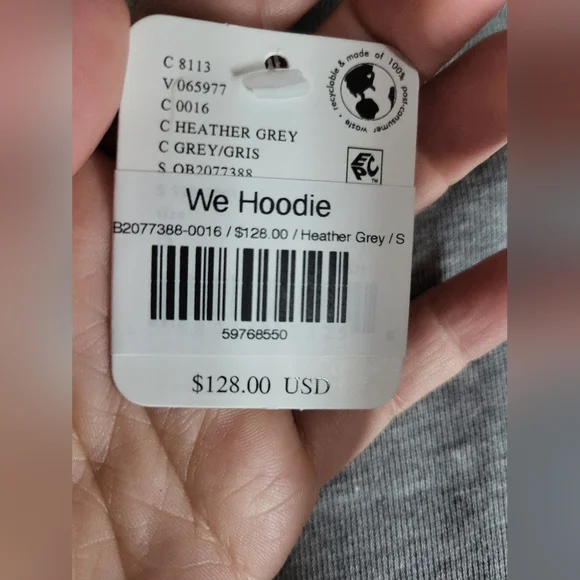 C 8113
V 065977
C 0016
C HEATHER GREY
C GREY/GRIS
S OB2077388
recyclable & made of 100% post-consumer waste
EcPC™
We Hoodie
B2077388-0016 / $128.00 / Heather Grey / S
59768550
$128.00 USD